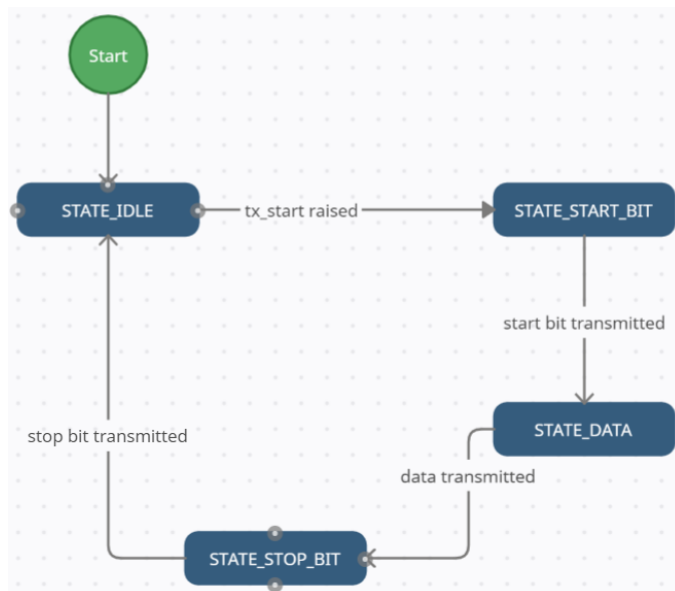 Start
STATE_IDLE
tx_start raised
STATE_START_BIT
start bit transmitted
STATE_DATA
data transmitted
STATE_STOP_BIT
stop bit transmitted